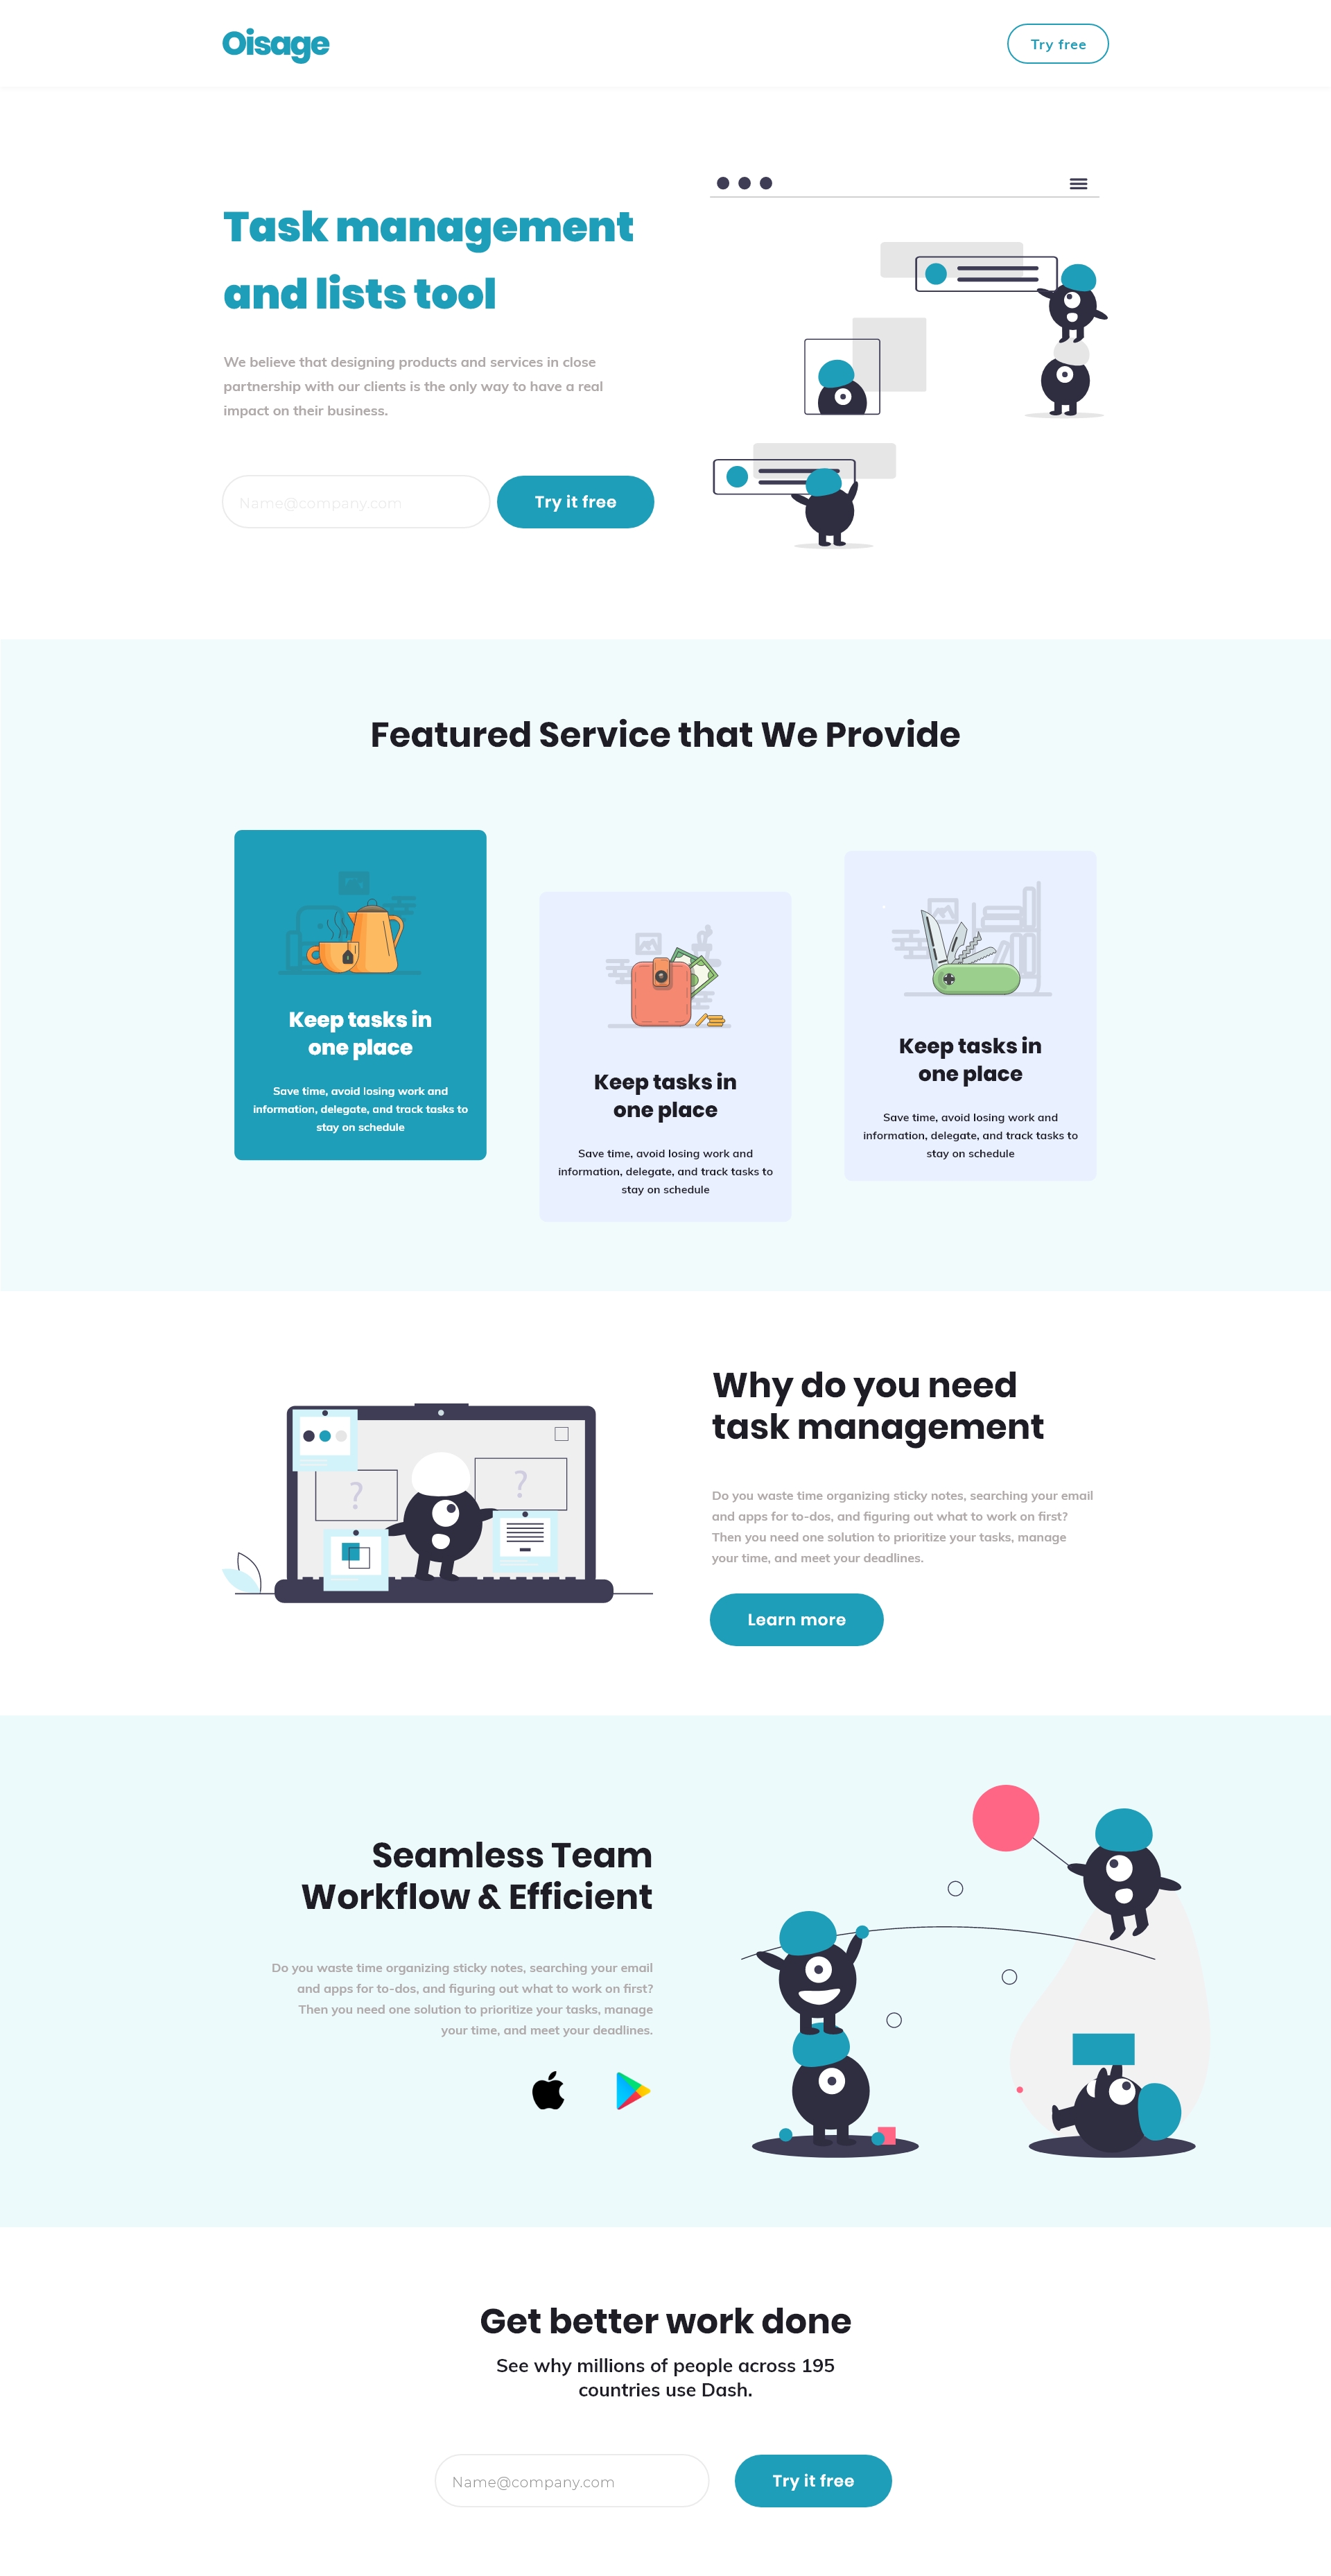 Oisage
Try free
Task management
and lists tool
We believe that designing products and services in close
partnership with our clients is the only way to have a real
impact on their business.
Name@company.com
Try it free
Featured Service that We Provide
Keep tasks in
one place
Save time, avoid losing work and
information, delegate, and track tasks to
stay on schedule
Keep tasks in
one place
Save time, avoid losing work and
information, delegate, and track tasks to
stay on schedule
Keep tasks in
one place
Save time, avoid losing work and
information, delegate, and track tasks to
stay on schedule
? ?
Why do you need
task management
Do you waste time organizing sticky notes, searching your email
and apps for to-dos, and figuring out what to work on first?
Then you need one solution to prioritize your tasks, manage
your time, and meet your deadlines.
Learn more
Seamless Team
Workflow & Efficient
Do you waste time organizing sticky notes, searching your email
and apps for to-dos, and figuring out what to work on first?
Then you need one solution to prioritize your tasks, manage
your time, and meet your deadlines.
Get better work done
See why millions of people across 195
countries use Dash.
Name@company.com
Try it free